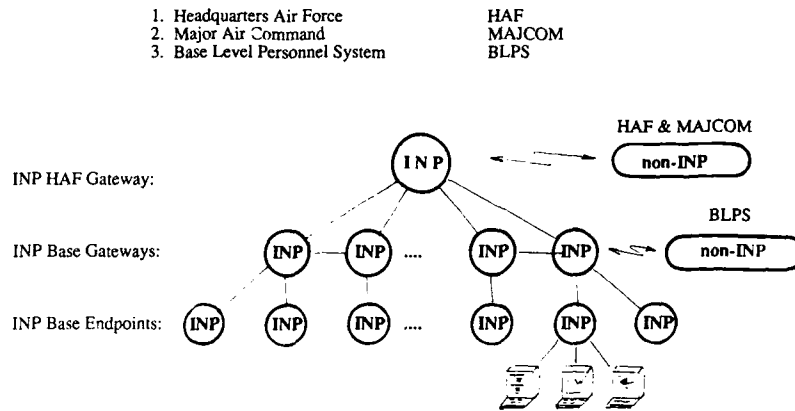 1. Headquarters Air Force HAF
2. Major Air Command MAJCOM
3. Base Level Personnel System BLPS
HAF & MAJCOM
INP non-INP
INP HAF Gateway:
BLPS
INP Base Gateways: INP INP .... INP INP non-INP
INP Base Endpoints: INP INP INP .... INP INP INP